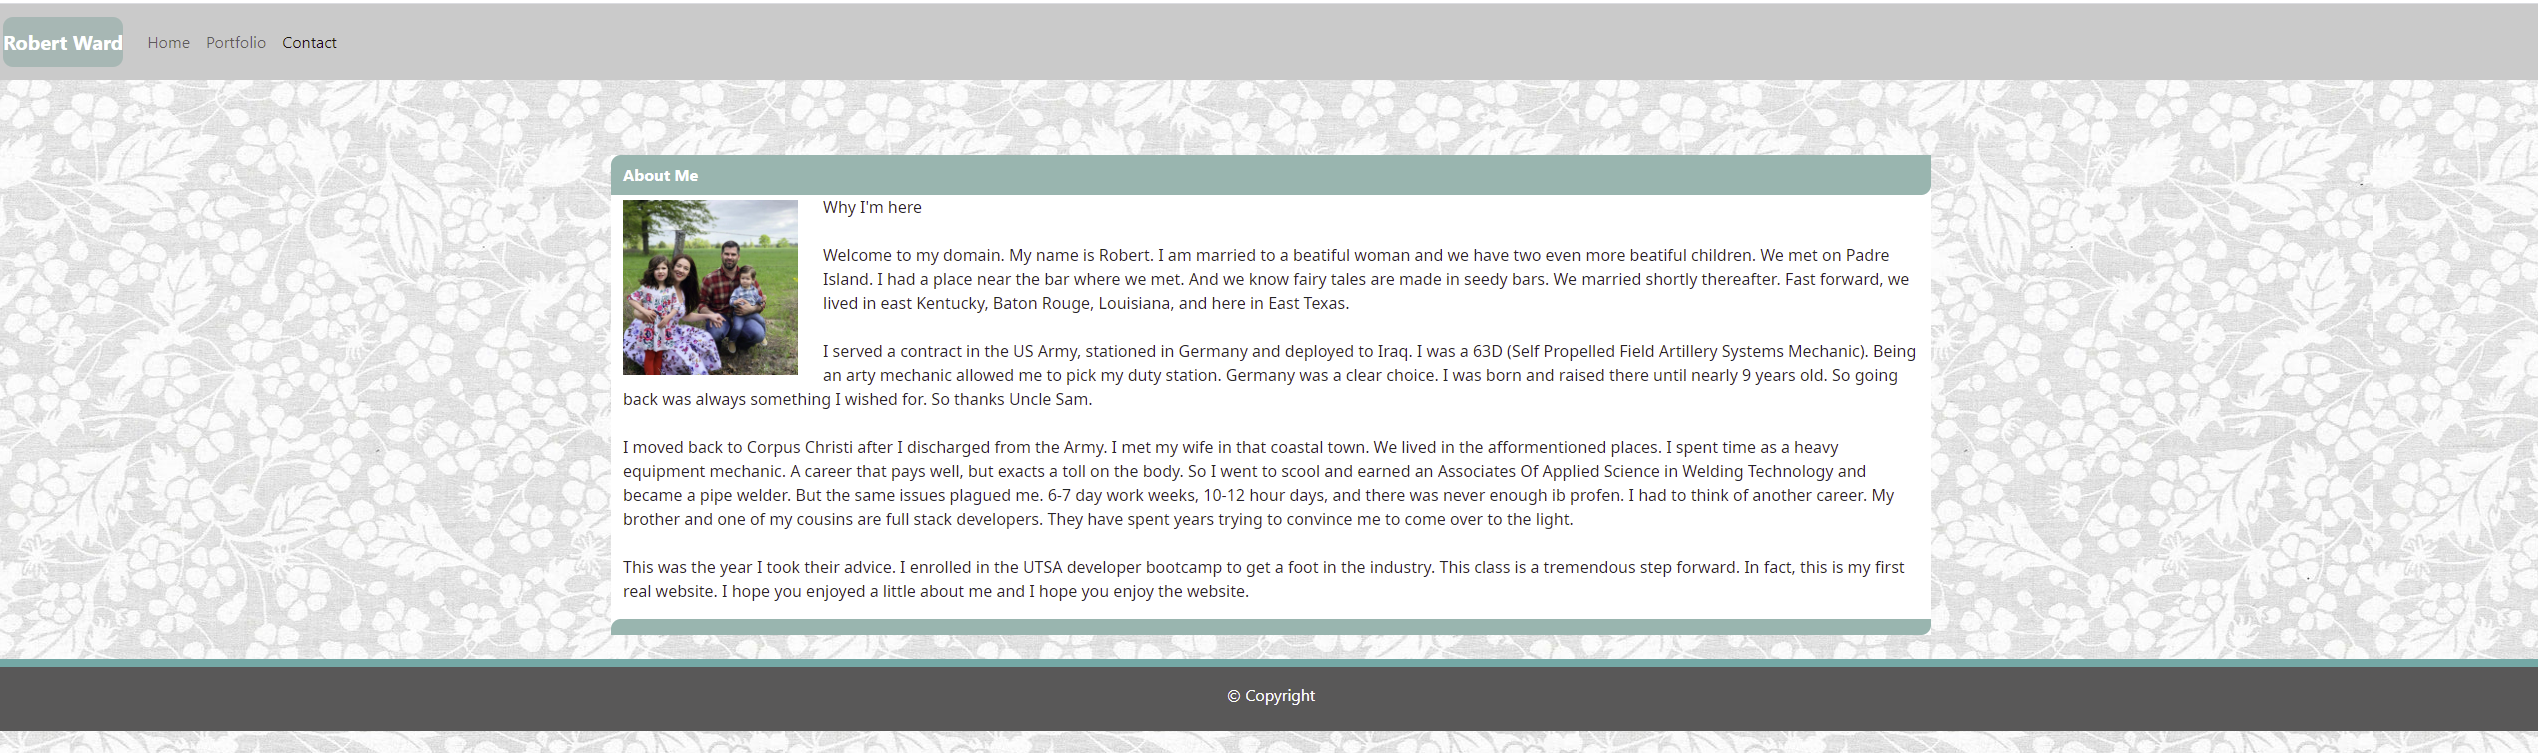 Robert Ward Home Portfolio Contact
About Me
Why I'm here
Welcome to my domain. My name is Robert. I am married to a beatiful woman and we have two even more beatiful children. We met on Padre
Island. I had a place near the bar where we met. And we know fairy tales are made in seedy bars. We married shortly thereafter. Fast forward, we
lived in east Kentucky, Baton Rouge, Louisiana, and here in East Texas.
I served a contract in the US Army, stationed in Germany and deployed to Iraq. I was a 63D (Self Propelled Field Artillery Systems Mechanic). Being
an arty mechanic allowed me to pick my duty station. Germany was a clear choice. I was born and raised there until nearly 9 years old. So going
back was always something I wished for. So thanks Uncle Sam.
I moved back to Corpus Christi after I discharged from the Army. I met my wife in that coastal town. We lived in the afformentioned places. I spent time as a heavy
equipment mechanic. A career that pays well, but exacts a toll on the body. So I went to scool and earned an Associates Of Applied Science in Welding Technology and
became a pipe welder. But the same issues plagued me. 6-7 day work weeks, 10-12 hour days, and there was never enough ib profen. I had to think of another career. My
brother and one of my cousins are full stack developers. They have spent years trying to convince me to come over to the light.
This was the year I took their advice. I enrolled in the UTSA developer bootcamp to get a foot in the industry. This class is a tremendous step forward. In fact, this is my first
real website. I hope you enjoyed a little about me and I hope you enjoy the website.
© Copyright